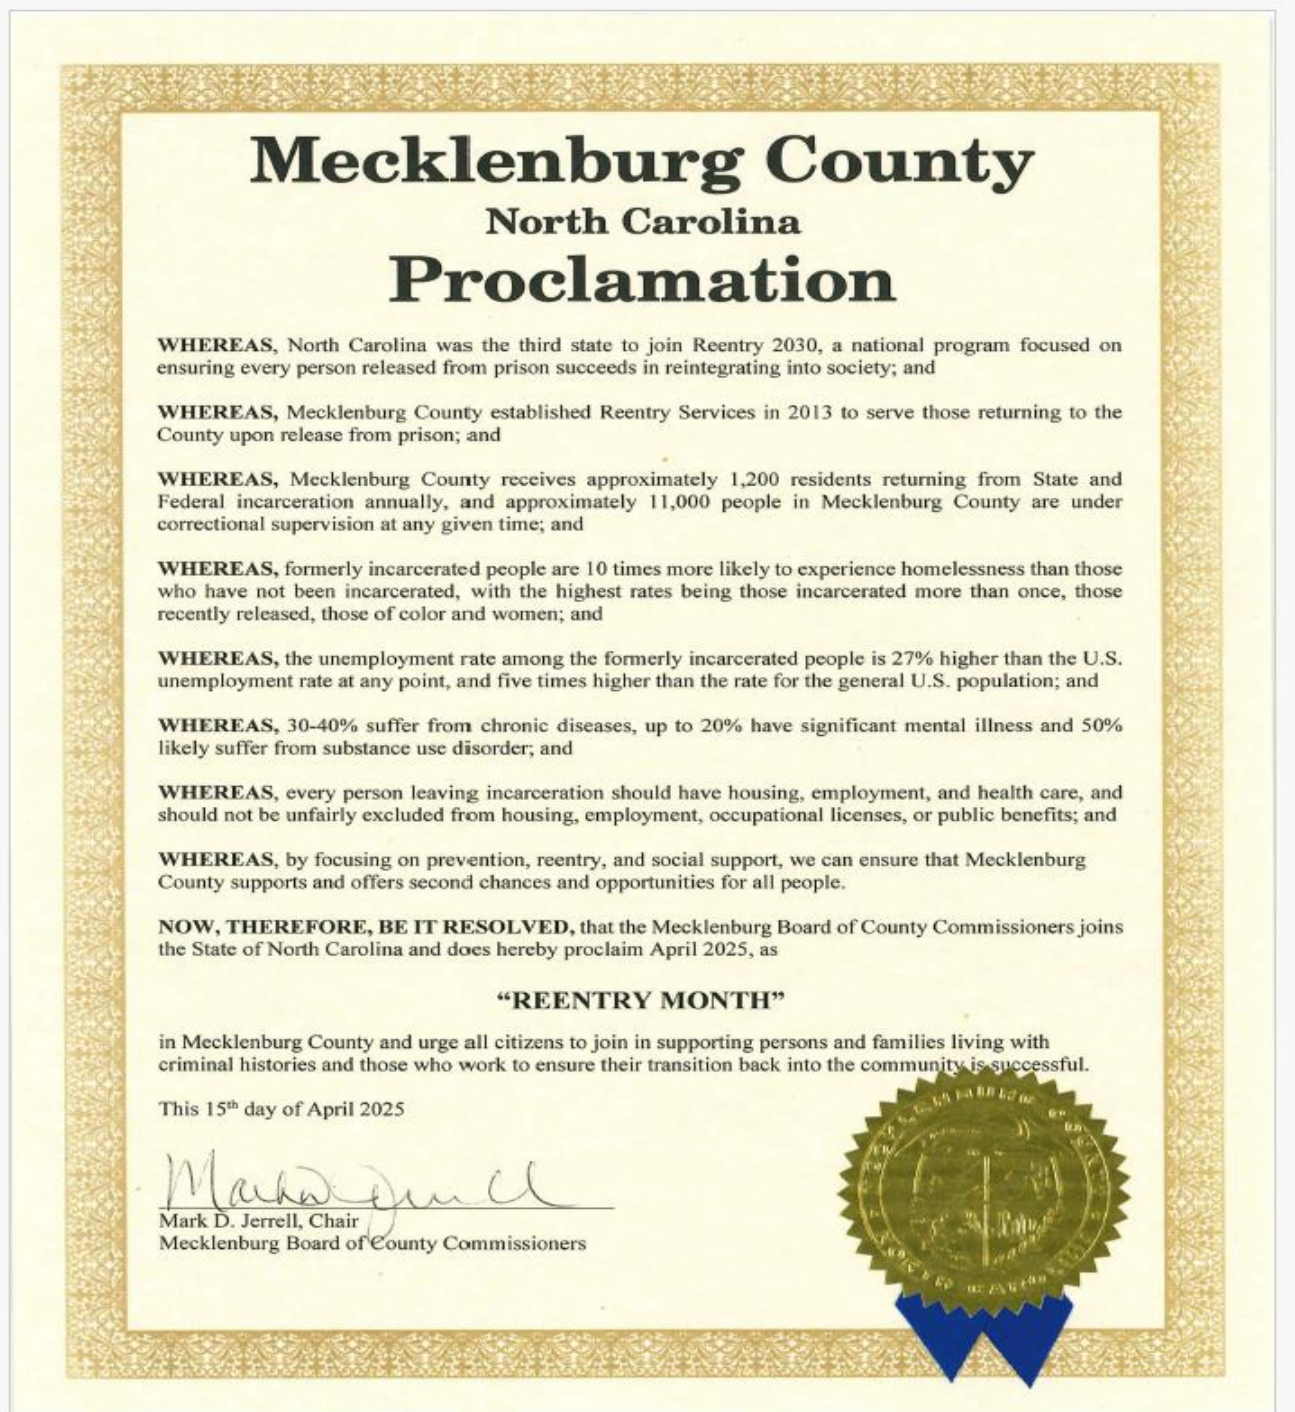 Mecklenburg County
North Carolina
Proclamation
WHEREAS, North Carolina was the third state to join Reentry 2030, a national program focused on
ensuring every person released from prison succeeds in reintegrating into society; and
WHEREAS, Mecklenburg County established Reentry Services in 2013 to serve those returning to the
County upon release from prison; and
WHEREAS, Mecklenburg County receives approximately 1,200 residents returning from State and
Federal incarceration annually, and approximately 11,000 people in Mecklenburg County are under
correctional supervision at any given time; and
WHEREAS, formerly incarcerated people are 10 times more likely to experience homelessness than those
who have not been incarcerated, with the highest rates being those incarcerated more than once, those
recently released, those of color and women; and
WHEREAS, the unemployment rate among the formerly incarcerated people is 27% higher than the U.S.
unemployment rate at any point, and five times higher than the rate for the general U.S. population; and
WHEREAS, 30-40% suffer from chronic diseases, up to 20% have significant mental illness and 50%
likely suffer from substance use disorder; and
WHEREAS, every person leaving incarceration should have housing, employment, and health care, and
should not be unfairly excluded from housing, employment, occupational licenses, or public benefits; and
WHEREAS, by focusing on prevention, reentry, and social support, we can ensure that Mecklenburg
County supports and offers second chances and opportunities for all people.
NOW, THEREFORE, BE IT RESOLVED, that the Mecklenburg Board of County Commissioners joins
the State of North Carolina and does hereby proclaim April 2025, as
“REENTRY MONTH”
in Mecklenburg County and urge all citizens to join in supporting persons and families living with
criminal histories and those who work to ensure their transition back into the community is successful.
This 15th day of April 2025
Mark D. Jerrell, Chair
Mecklenburg Board of County Commissioners